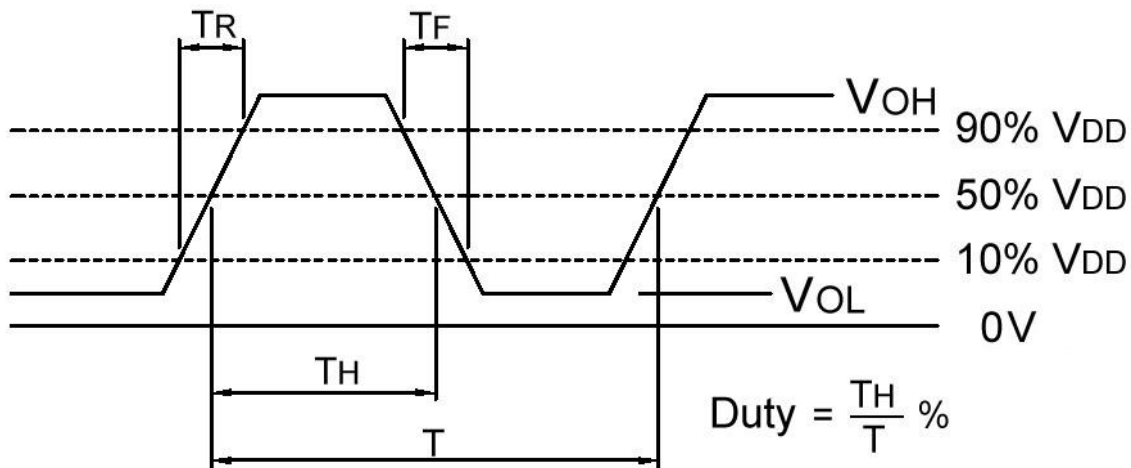 TR
TF
VOH
90% VDD
50% VDD
10% VDD
VOL
0V
TH
Duty = TH/T %
T